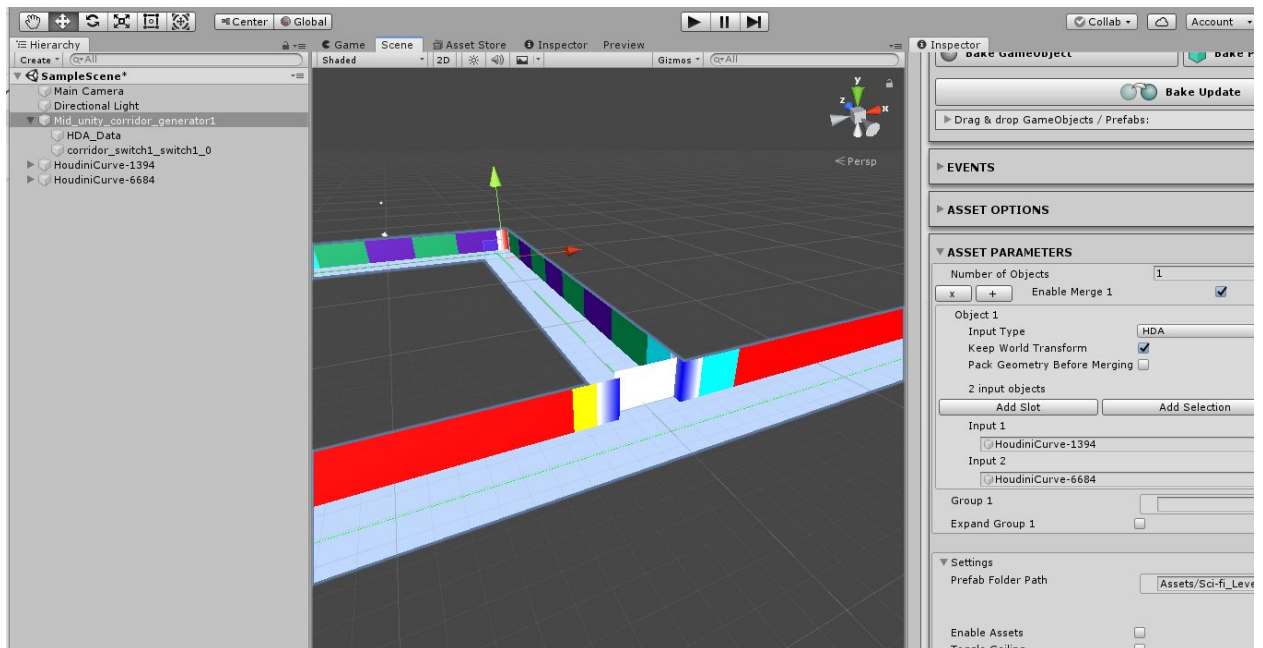 Center Global Collab Account
Hierarchy
Create All
SampleScene*
Main Camera
Directional Light
Mid_unity_corridor_generator1
HDA_Data
corridor_switch1_switch1_0
HoudiniCurve-1394
HoudiniCurve-6684
Game Scene Asset Store Inspector Preview
Shaded 2D Gizmos All
y
z x
Persp
Inspector
Bake GameObject Bake P
Bake Update
Drag & drop GameObjects / Prefabs:
EVENTS
ASSET OPTIONS
ASSET PARAMETERS
Number of Objects 1
x + Enable Merge 1
Object 1
Input Type HDA
Keep World Transform
Pack Geometry Before Merging
2 input objects
Add Slot Add Selection
Input 1
HoudiniCurve-1394
Input 2
HoudiniCurve-6684
Group 1
Expand Group 1
Settings
Prefab Folder Path Assets/Sci-fi_Leve
Enable Assets
Toggle Ceiling